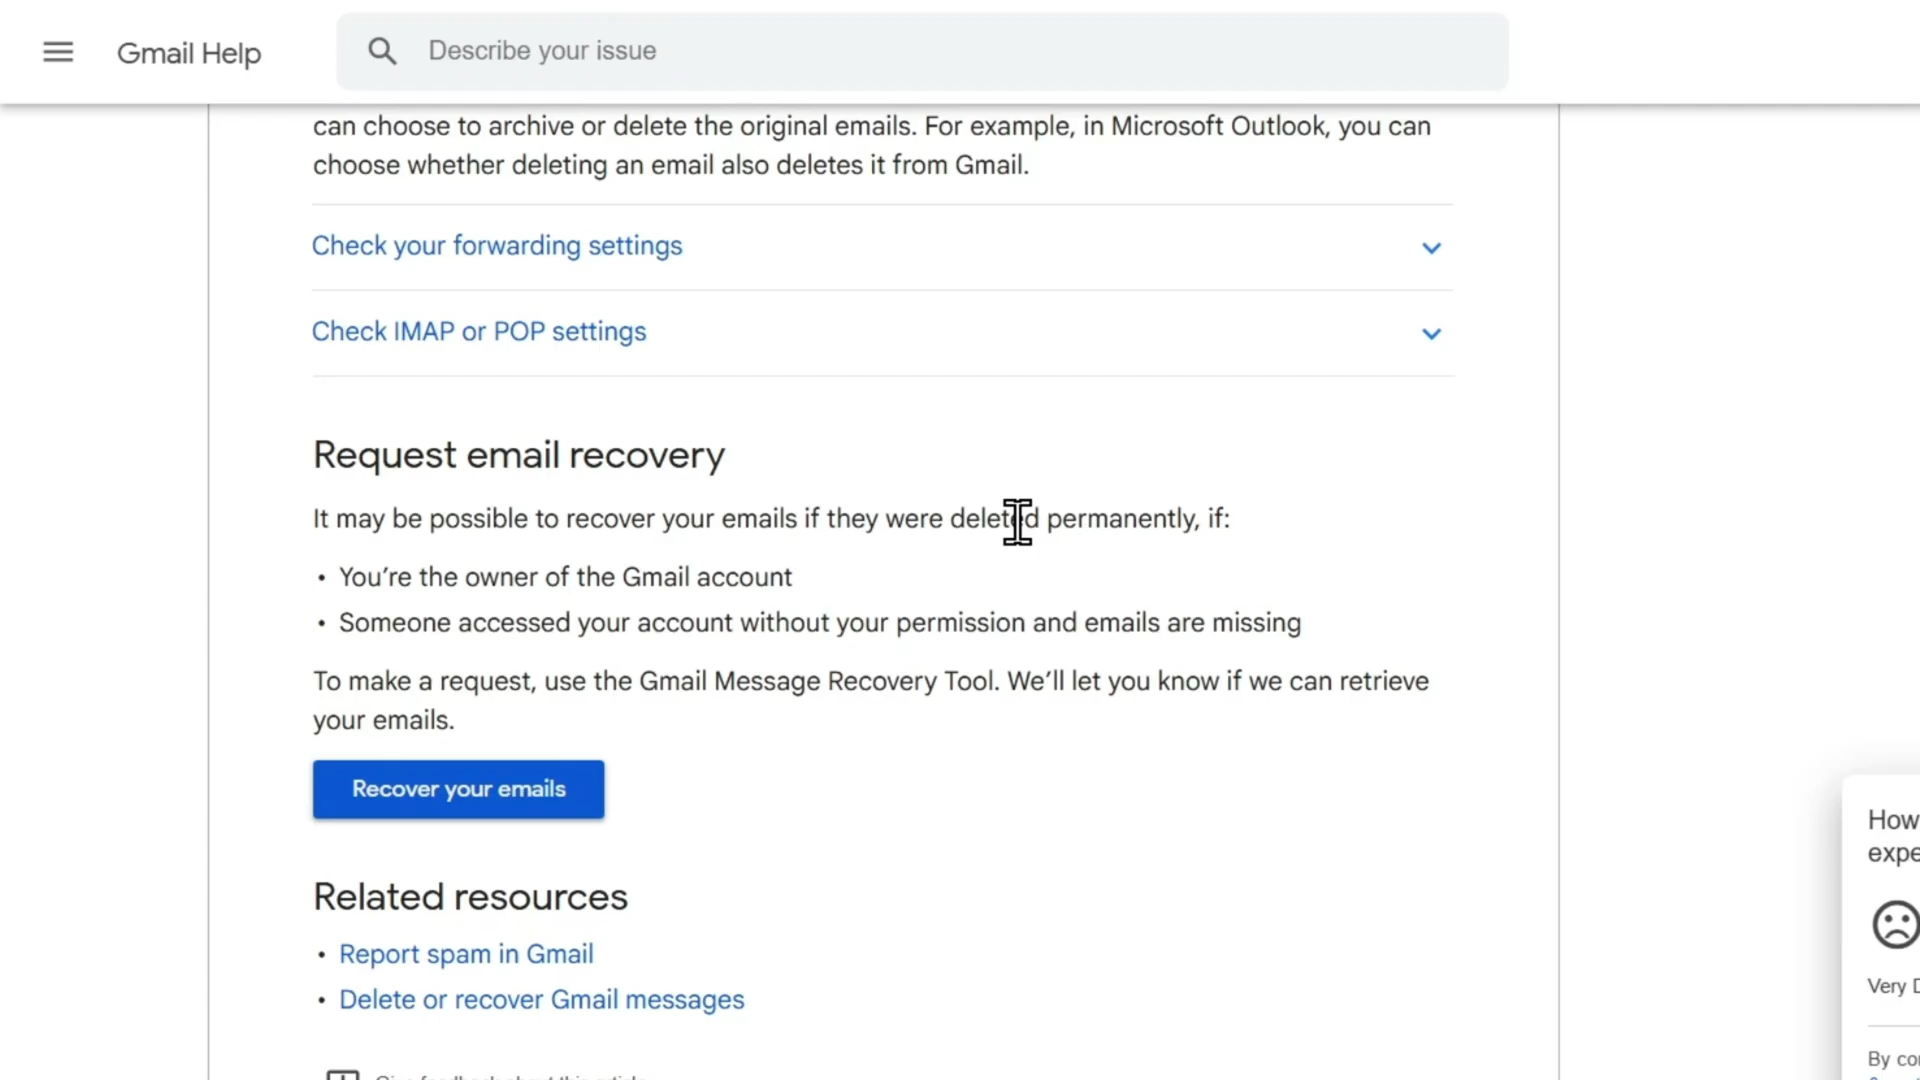 Gmail Help
Describe your issue
can choose to archive or delete the original emails. For example, in Microsoft Outlook, you can
choose whether deleting an email also deletes it from Gmail.
Check your forwarding settings
Check IMAP or POP settings
Request email recovery
It may be possible to recover your emails if they were deleted permanently, if:
• You’re the owner of the Gmail account
• Someone accessed your account without your permission and emails are missing
To make a request, use the Gmail Message Recovery Tool. We’ll let you know if we can retrieve
your emails.
Recover your emails
Related resources
• Report spam in Gmail
• Delete or recover Gmail messages
How
Very
By